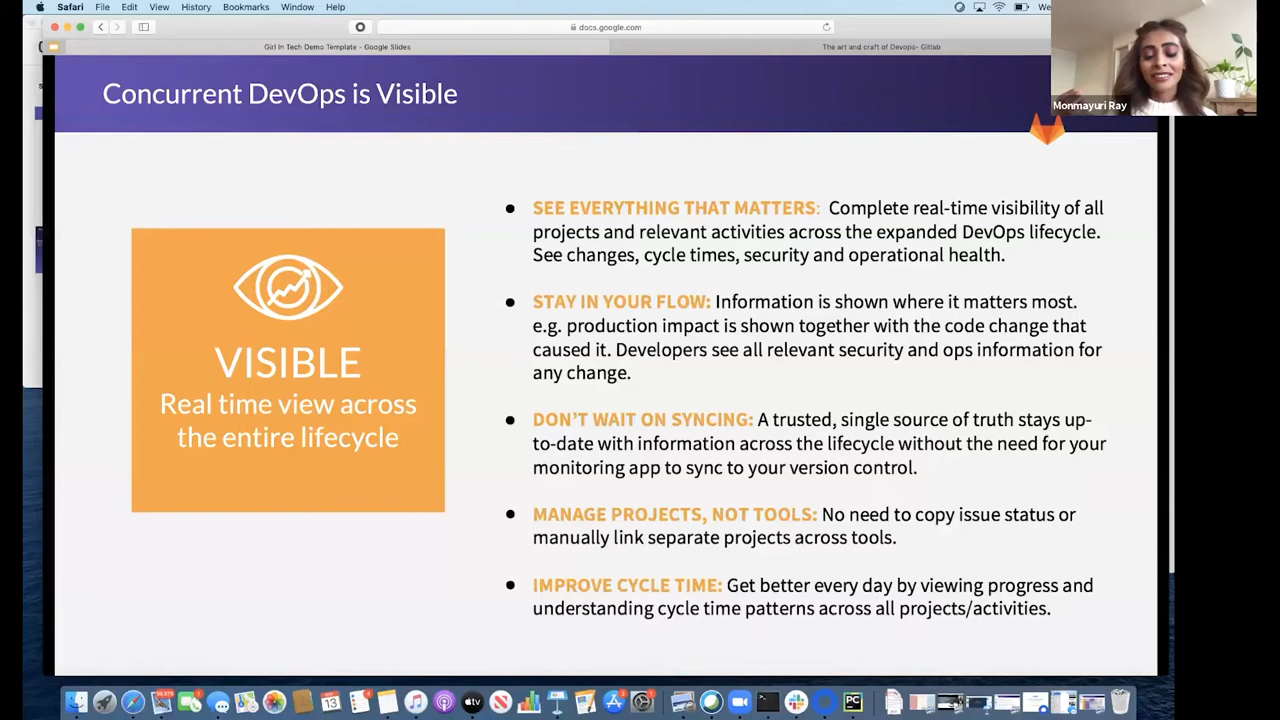 Safari File Edit View History Bookmarks Window Help
docs.google.com
Girl In Tech Demo Template - Google Slides
The art and craft of Devops- Gitlab
Concurrent DevOps is Visible
Monmayuri Ray
VISIBLE
Real time view across
the entire lifecycle
• SEE EVERYTHING THAT MATTERS: Complete real-time visibility of all
projects and relevant activities across the expanded DevOps lifecycle.
See changes, cycle times, security and operational health.
• STAY IN YOUR FLOW: Information is shown where it matters most.
e.g. production impact is shown together with the code change that
caused it. Developers see all relevant security and ops information for
any change.
• DON’T WAIT ON SYNCING: A trusted, single source of truth stays up-
to-date with information across the lifecycle without the need for your
monitoring app to sync to your version control.
• MANAGE PROJECTS, NOT TOOLS: No need to copy issue status or
manually link separate projects across tools.
• IMPROVE CYCLE TIME: Get better every day by viewing progress and
understanding cycle time patterns across all projects/activities.
13
tv
PC